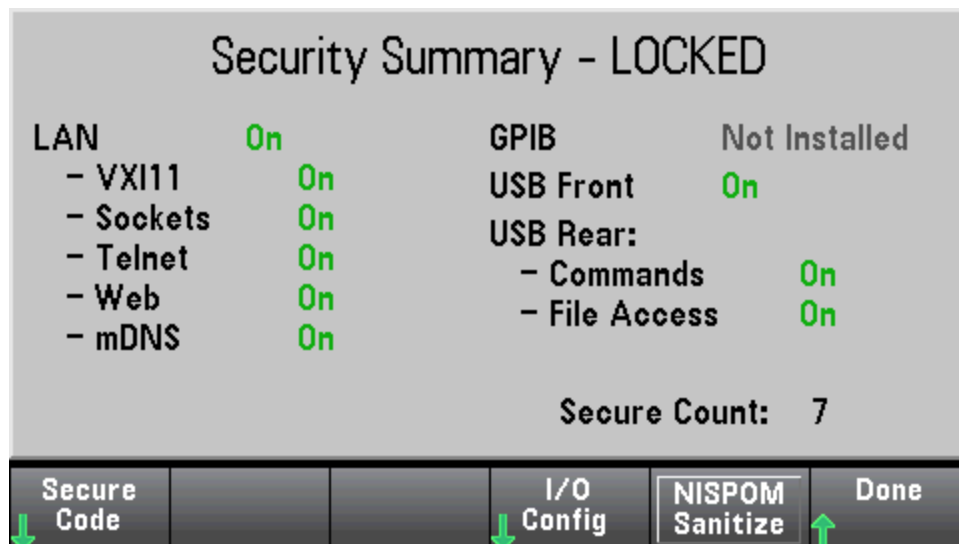 Security Summary - LOCKED
LAN On
- VXI11 On
- Sockets On
- Telnet On
- Web On
- mDNS On
GPIB Not Installed
USB Front On
USB Rear:
- Commands On
- File Access On
Secure Count: 7
Secure
Code
I/O
Config
NISPOM
Sanitize
Done